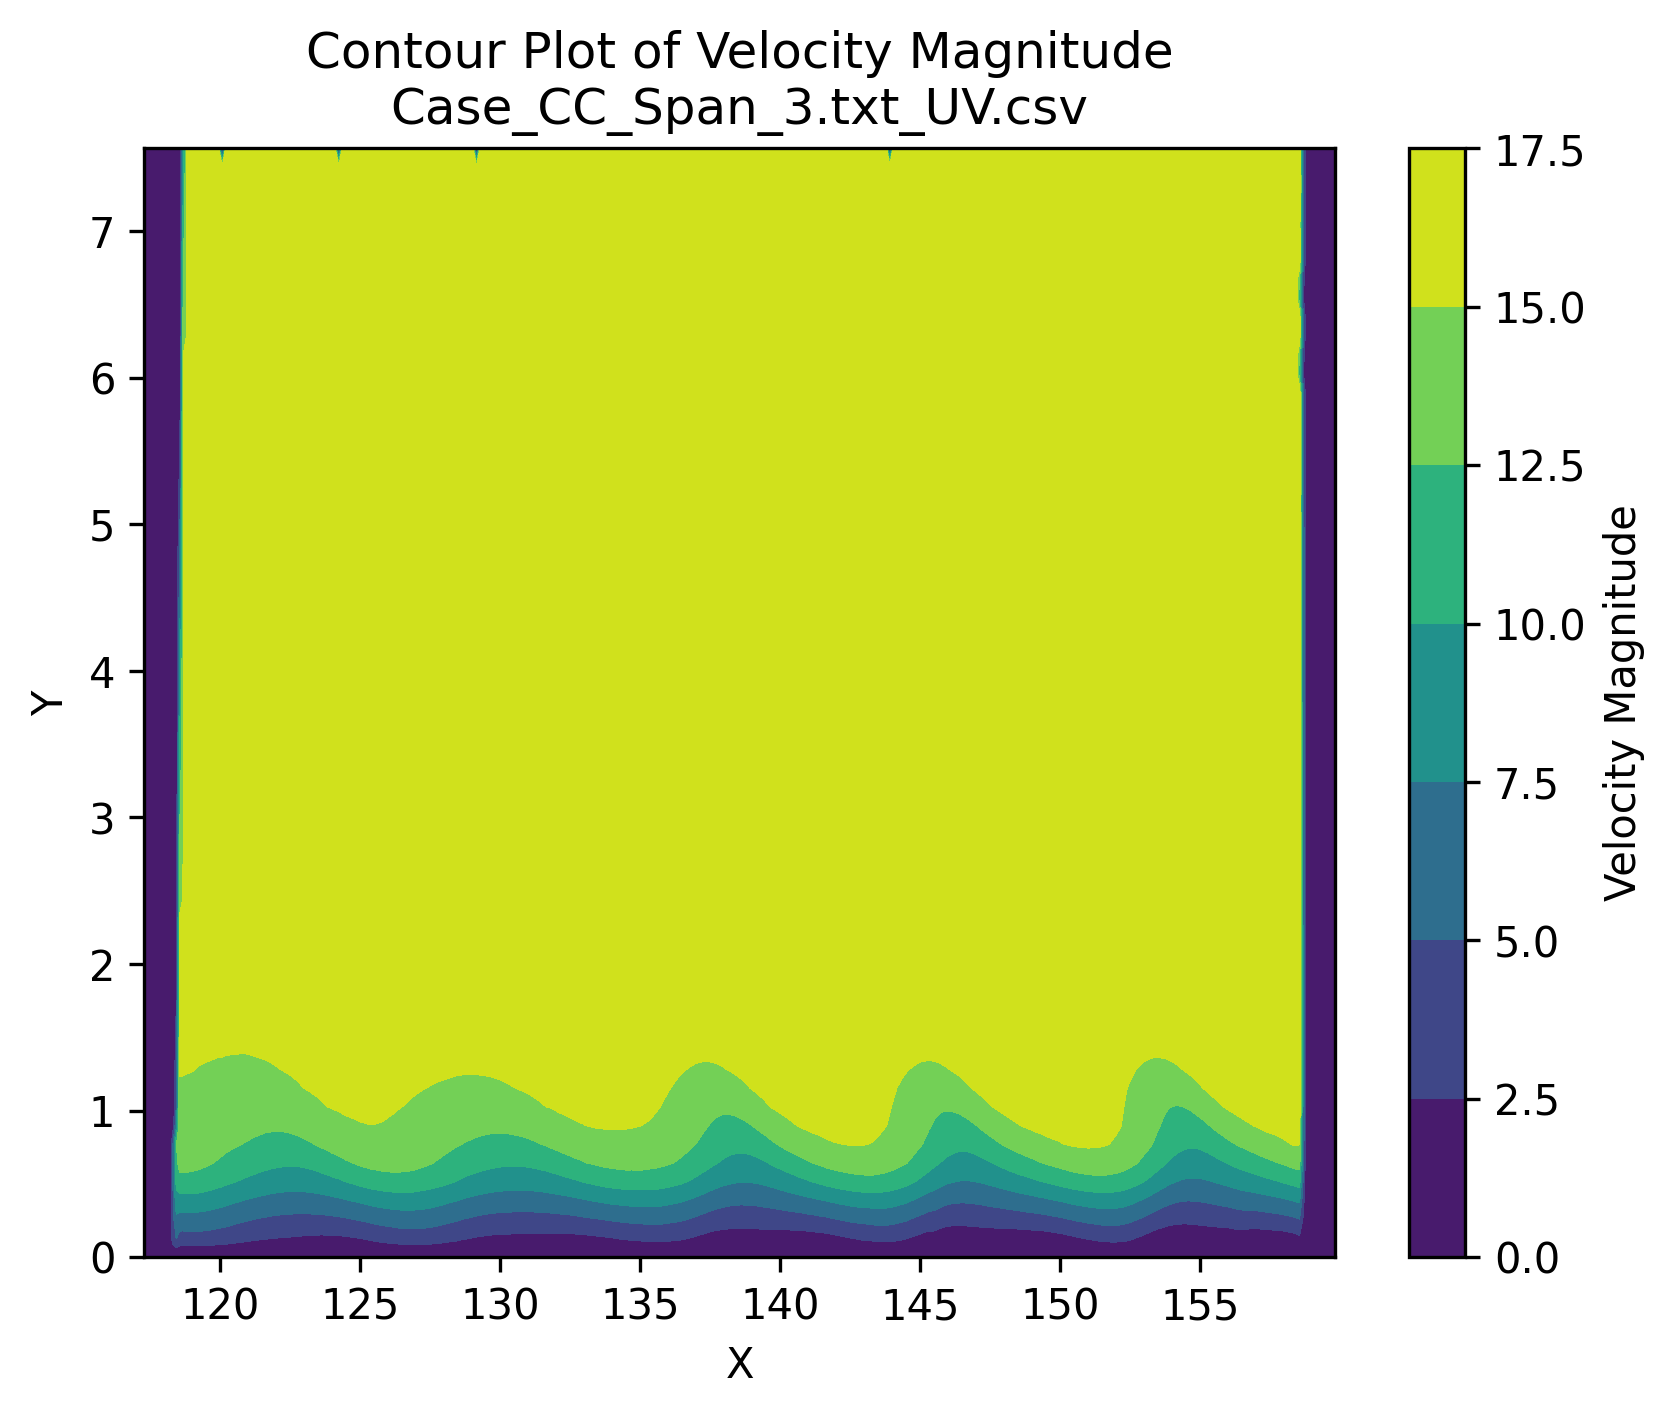 Contour Plot of Velocity Magnitude
Case_CC_Span_3.txt_UV.csv
7
6
5
4
3
2
1
0
Y
120 125 130 135 140 145 150 155
X
17.5
15.0
12.5
10.0
7.5
5.0
2.5
0.0
Velocity Magnitude